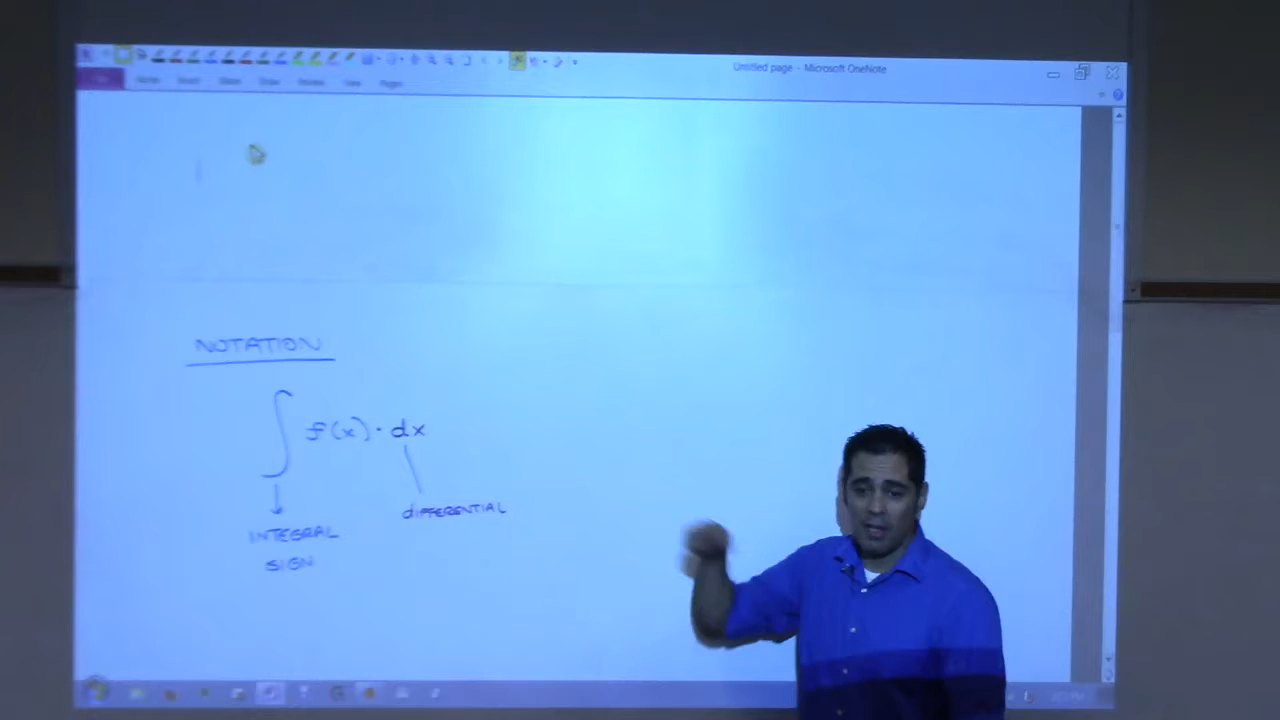 Untitled page - Microsoft OneNote
NOTATION
∫ f(x) · dx
DIFFERENTIAL
INTEGRAL
SIGN